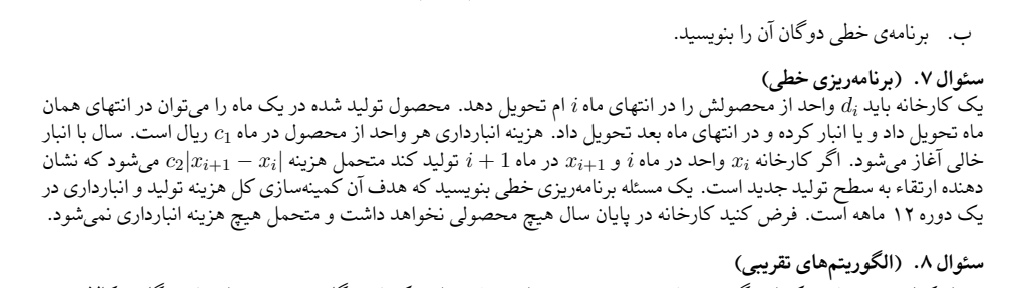 ب. برنامه‌ی خطی دوگان آن را بنویسید.
سئوال ۷. (برنامه‌ریزی خطی)
یک کارخانه باید d_i واحد از محصولش را در انتهای ماه i ام تحویل دهد. محصول تولید شده در یک ماه را می‌توان در انتهای همان
ماه تحویل داد و یا انبار کرده و در انتهای ماه بعد تحویل داد. هزینه انبارداری هر واحد از محصول در ماه c_1 ریال است. سال با انبار
خالی آغاز می‌شود. اگر کارخانه x_i واحد در ماه i و x_{i+1} در ماه i + 1 تولید کند متحمل هزینه c_2|x_{i+1} − x_i| می‌شود که نشان
دهنده ارتقاء به سطح تولید جدید است. یک مسئله برنامه‌ریزی خطی بنویسید که هدف آن کمینه‌سازی کل هزینه تولید و انبارداری در
یک دوره ۱۲ ماهه است. فرض کنید کارخانه در پایان سال هیچ محصولی نخواهد داشت و متحمل هیچ هزینه انبارداری نمی‌شود.
سئوال ۸. (الگوریتم‌های تقریبی)